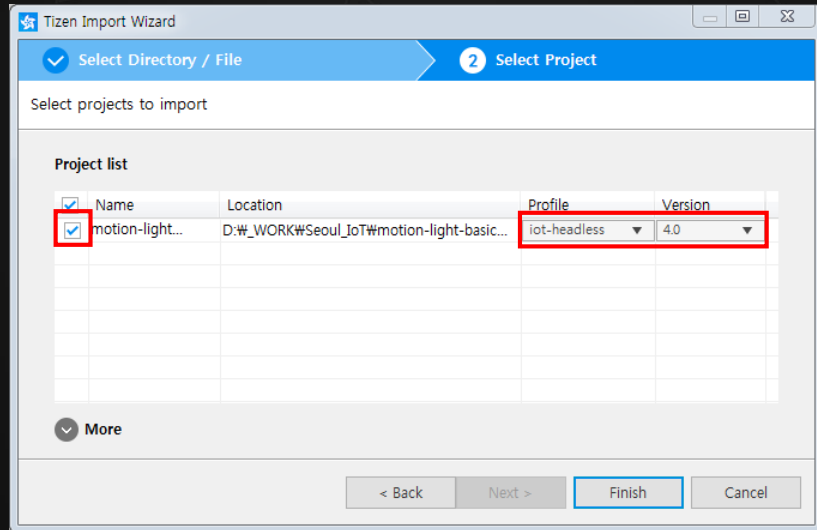 Tizen Import Wizard
Select Directory / File
2 Select Project
Select projects to import
Project list
Name Location Profile Version
motion-light... D:₩_WORK₩Seoul_IoT₩motion-light-basic... iot-headless 4.0
More
< Back Next > Finish Cancel